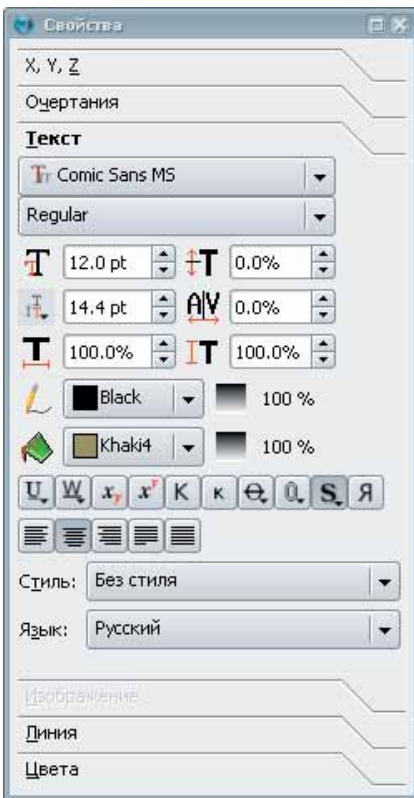 Свойства
X, Y, Z
Очертания
Текст
Comic Sans MS
Regular
12.0 pt 0.0%
14.4 pt 0.0%
100.0% 100.0%
Black 100 %
Khaki4 100 %
U W x y x y K к O O S Я
Стиль: Без стиля
Язык: Русский
Изображение
Линия
Цвета